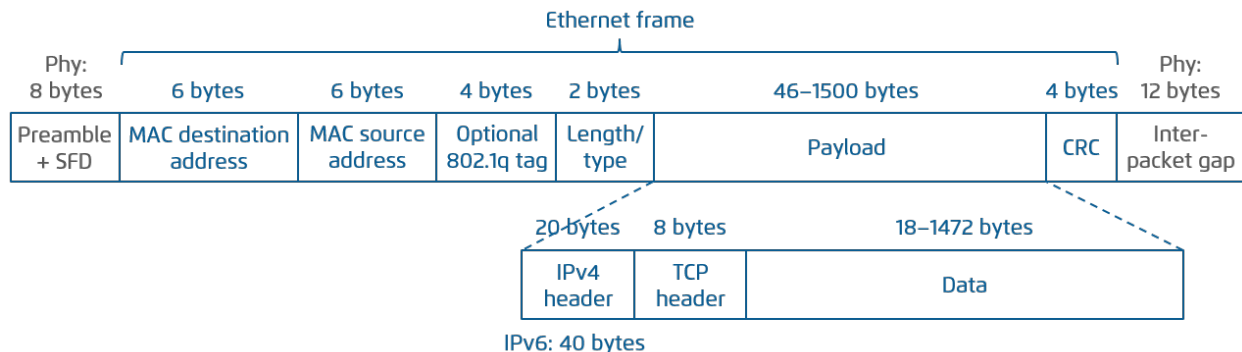 Ethernet frame
Phy:
8 bytes
6 bytes
6 bytes
4 bytes
2 bytes
46–1500 bytes
4 bytes
Phy:
12 bytes
Preamble
+ SFD
MAC destination
address
MAC source
address
Optional
802.1q tag
Length/
type
Payload
CRC
Inter-
packet gap
20 bytes
8 bytes
18–1472 bytes
IPv4
header
TCP
header
Data
IPv6: 40 bytes